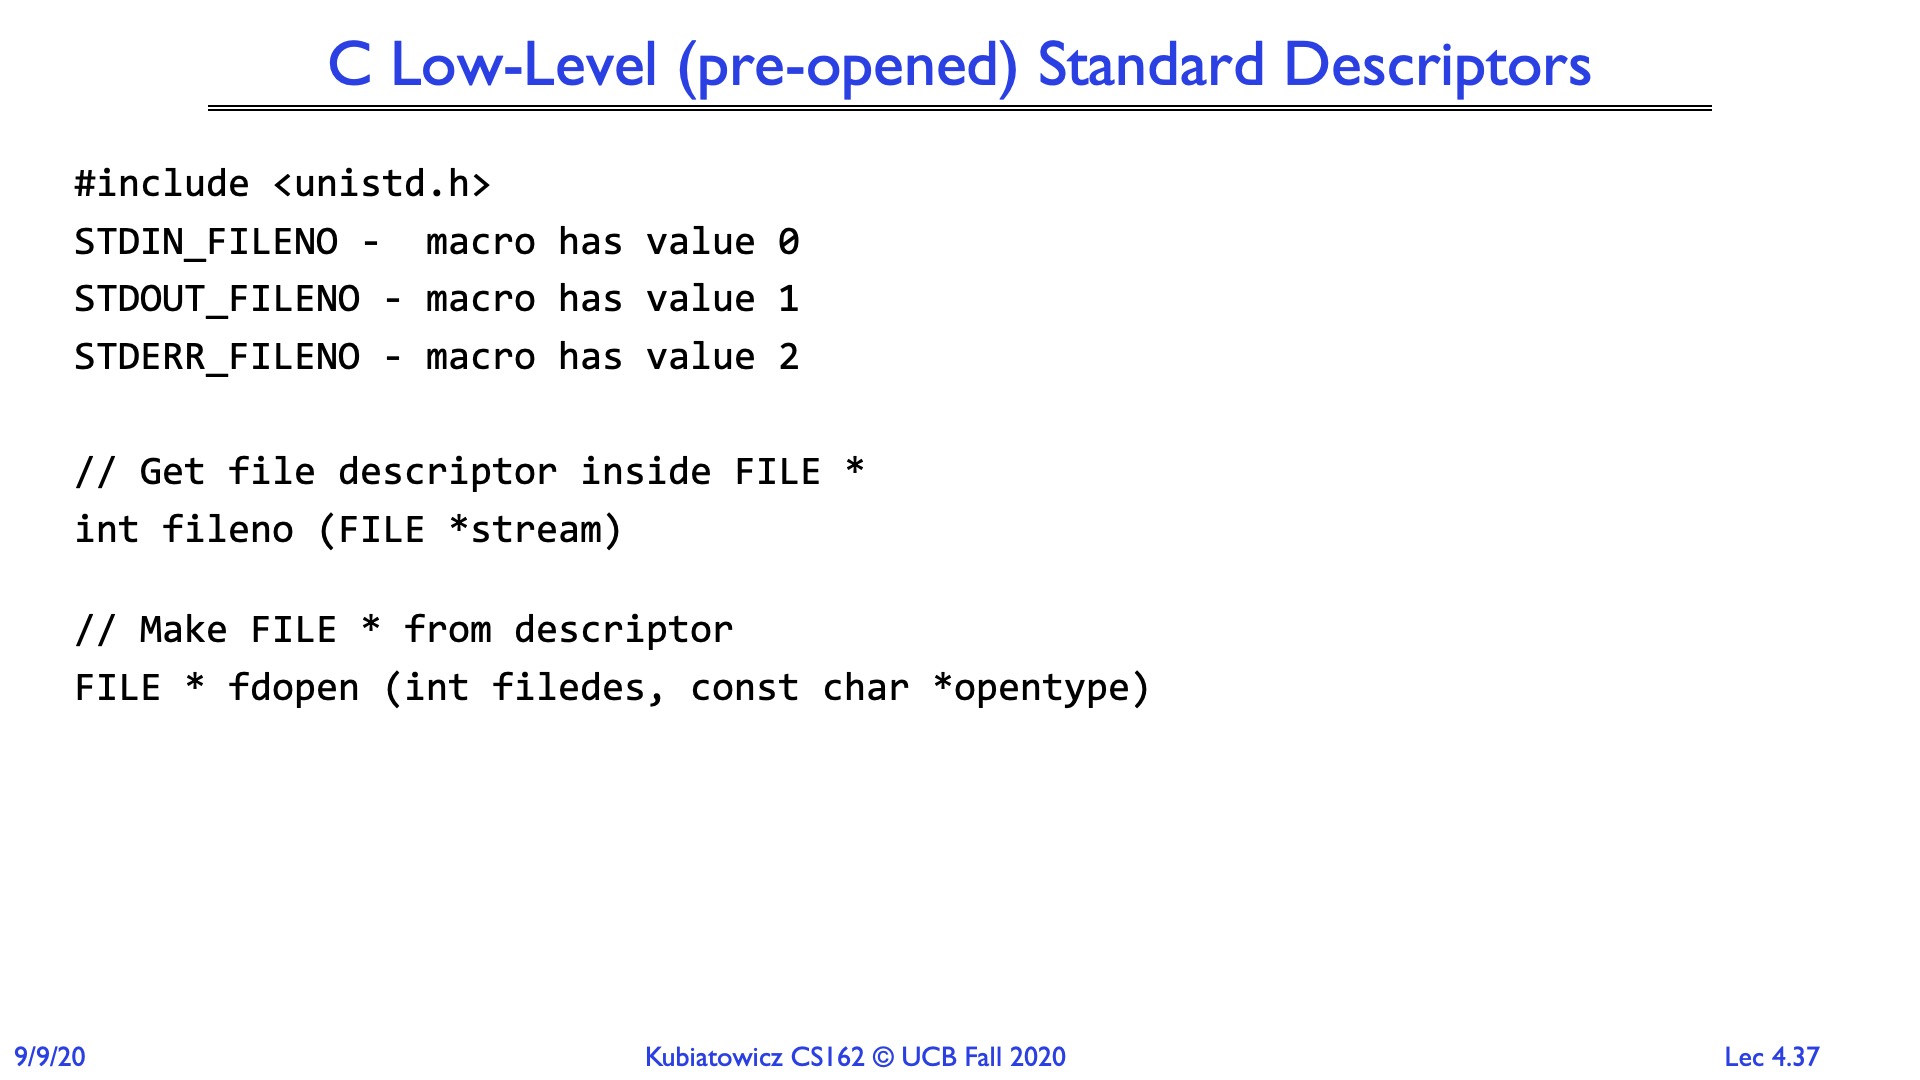 C Low-Level (pre-opened) Standard Descriptors
#include <unistd.h>
STDIN_FILENO -  macro has value 0
STDOUT_FILENO - macro has value 1
STDERR_FILENO - macro has value 2
// Get file descriptor inside FILE *
int fileno (FILE *stream)
// Make FILE * from descriptor
FILE * fdopen (int filedes, const char *opentype)
9/9/20
Kubiatowicz CS162 © UCB Fall 2020
Lec 4.37